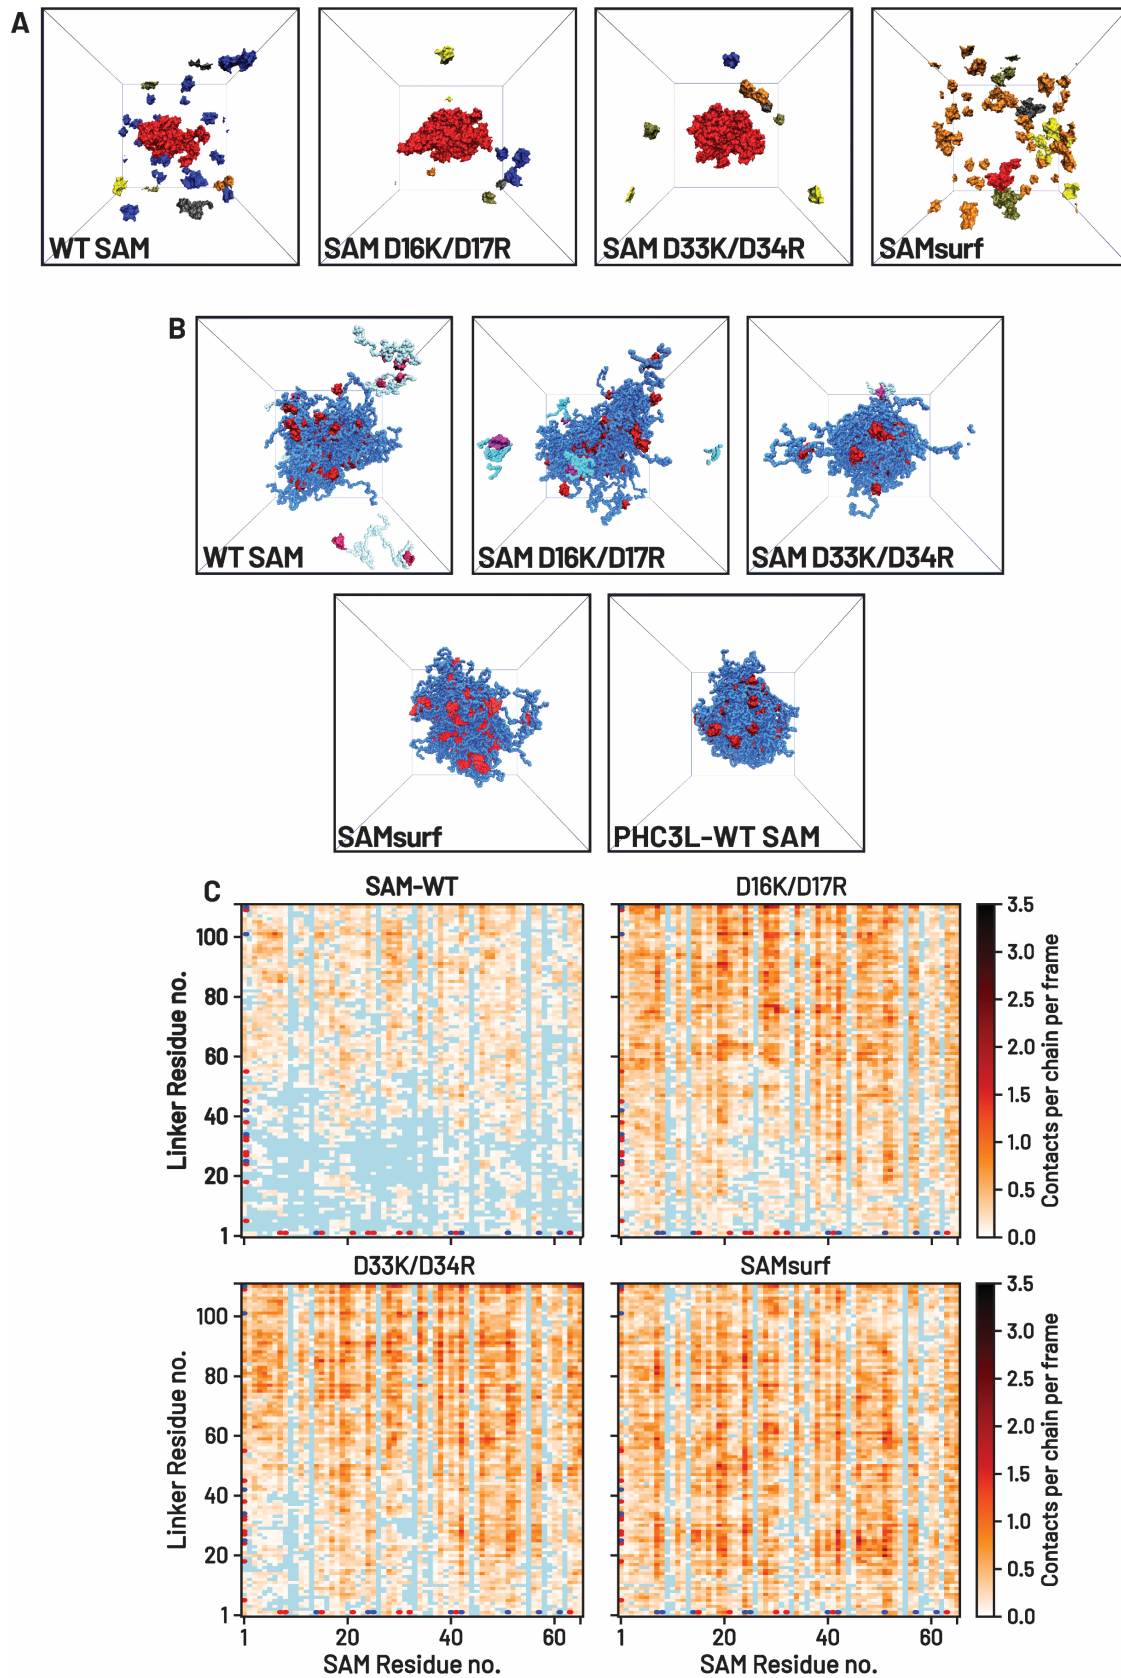 A
WT SAM
SAM D16K/D17R
SAM D33K/D34R
SAMsurf
B
WT SAM
SAM D16K/D17R
SAM D33K/D34R
SAMsurf
PHC3L-WT SAM
C
SAM-WT
D16K/D17R
Linker Residue no.
100
80
60
40
20
1
3.5
3.0
2.5
2.0
1.5
1.0
0.5
0.0
Contacts per chain per frame
D33K/D34R
SAMsurf
Linker Residue no.
100
80
60
40
20
1
1 20 40 60
SAM Residue no.
1 20 40 60
SAM Residue no.
3.5
3.0
2.5
2.0
1.5
1.0
0.5
0.0
Contacts per chain per frame